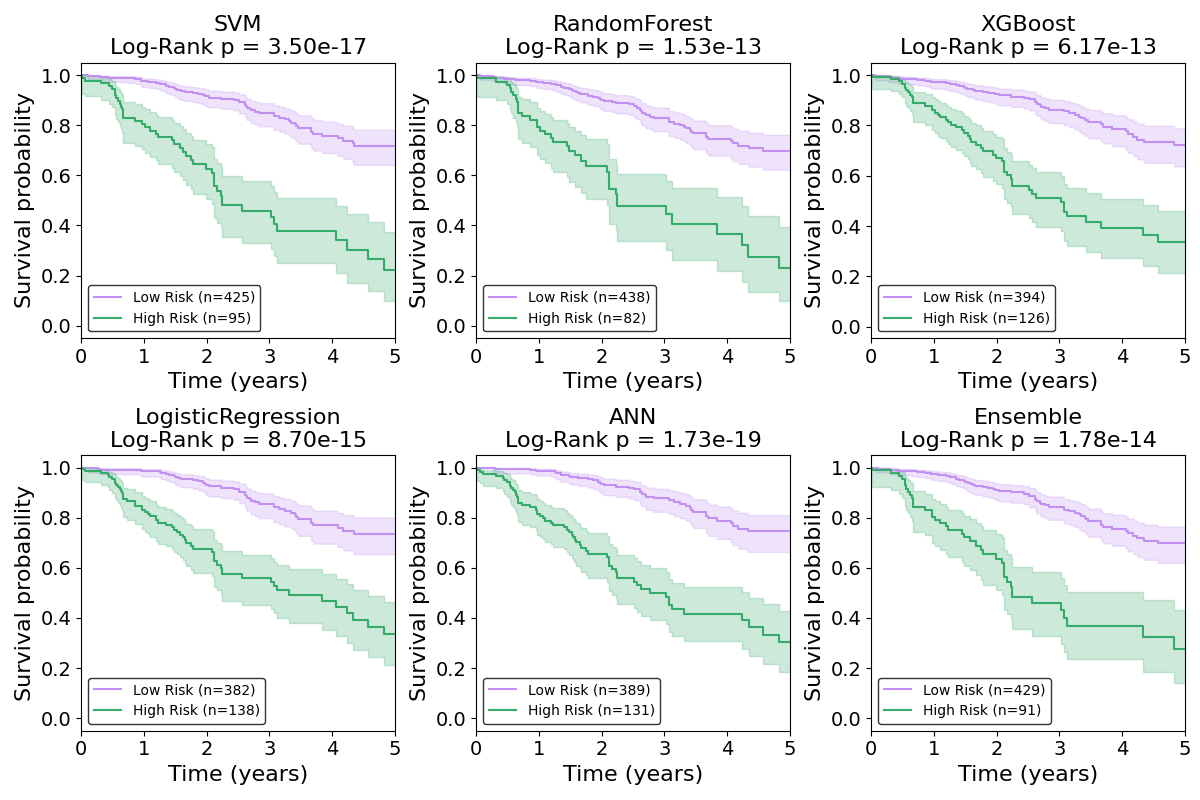 SVM
Log-Rank p = 3.50e-17
Survival probability
1.0
0.8
0.6
0.4
0.2
0.0
Low Risk (n=425)
High Risk (n=95)
0 1 2 3 4 5
Time (years)
RandomForest
Log-Rank p = 1.53e-13
Survival probability
1.0
0.8
0.6
0.4
0.2
0.0
Low Risk (n=438)
High Risk (n=82)
0 1 2 3 4 5
Time (years)
XGBoost
Log-Rank p = 6.17e-13
Survival probability
1.0
0.8
0.6
0.4
0.2
0.0
Low Risk (n=394)
High Risk (n=126)
0 1 2 3 4 5
Time (years)
LogisticRegression
Log-Rank p = 8.70e-15
Survival probability
1.0
0.8
0.6
0.4
0.2
0.0
Low Risk (n=382)
High Risk (n=138)
0 1 2 3 4 5
Time (years)
ANN
Log-Rank p = 1.73e-19
Survival probability
1.0
0.8
0.6
0.4
0.2
0.0
Low Risk (n=389)
High Risk (n=131)
0 1 2 3 4 5
Time (years)
Ensemble
Log-Rank p = 1.78e-14
Survival probability
1.0
0.8
0.6
0.4
0.2
0.0
Low Risk (n=429)
High Risk (n=91)
0 1 2 3 4 5
Time (years)